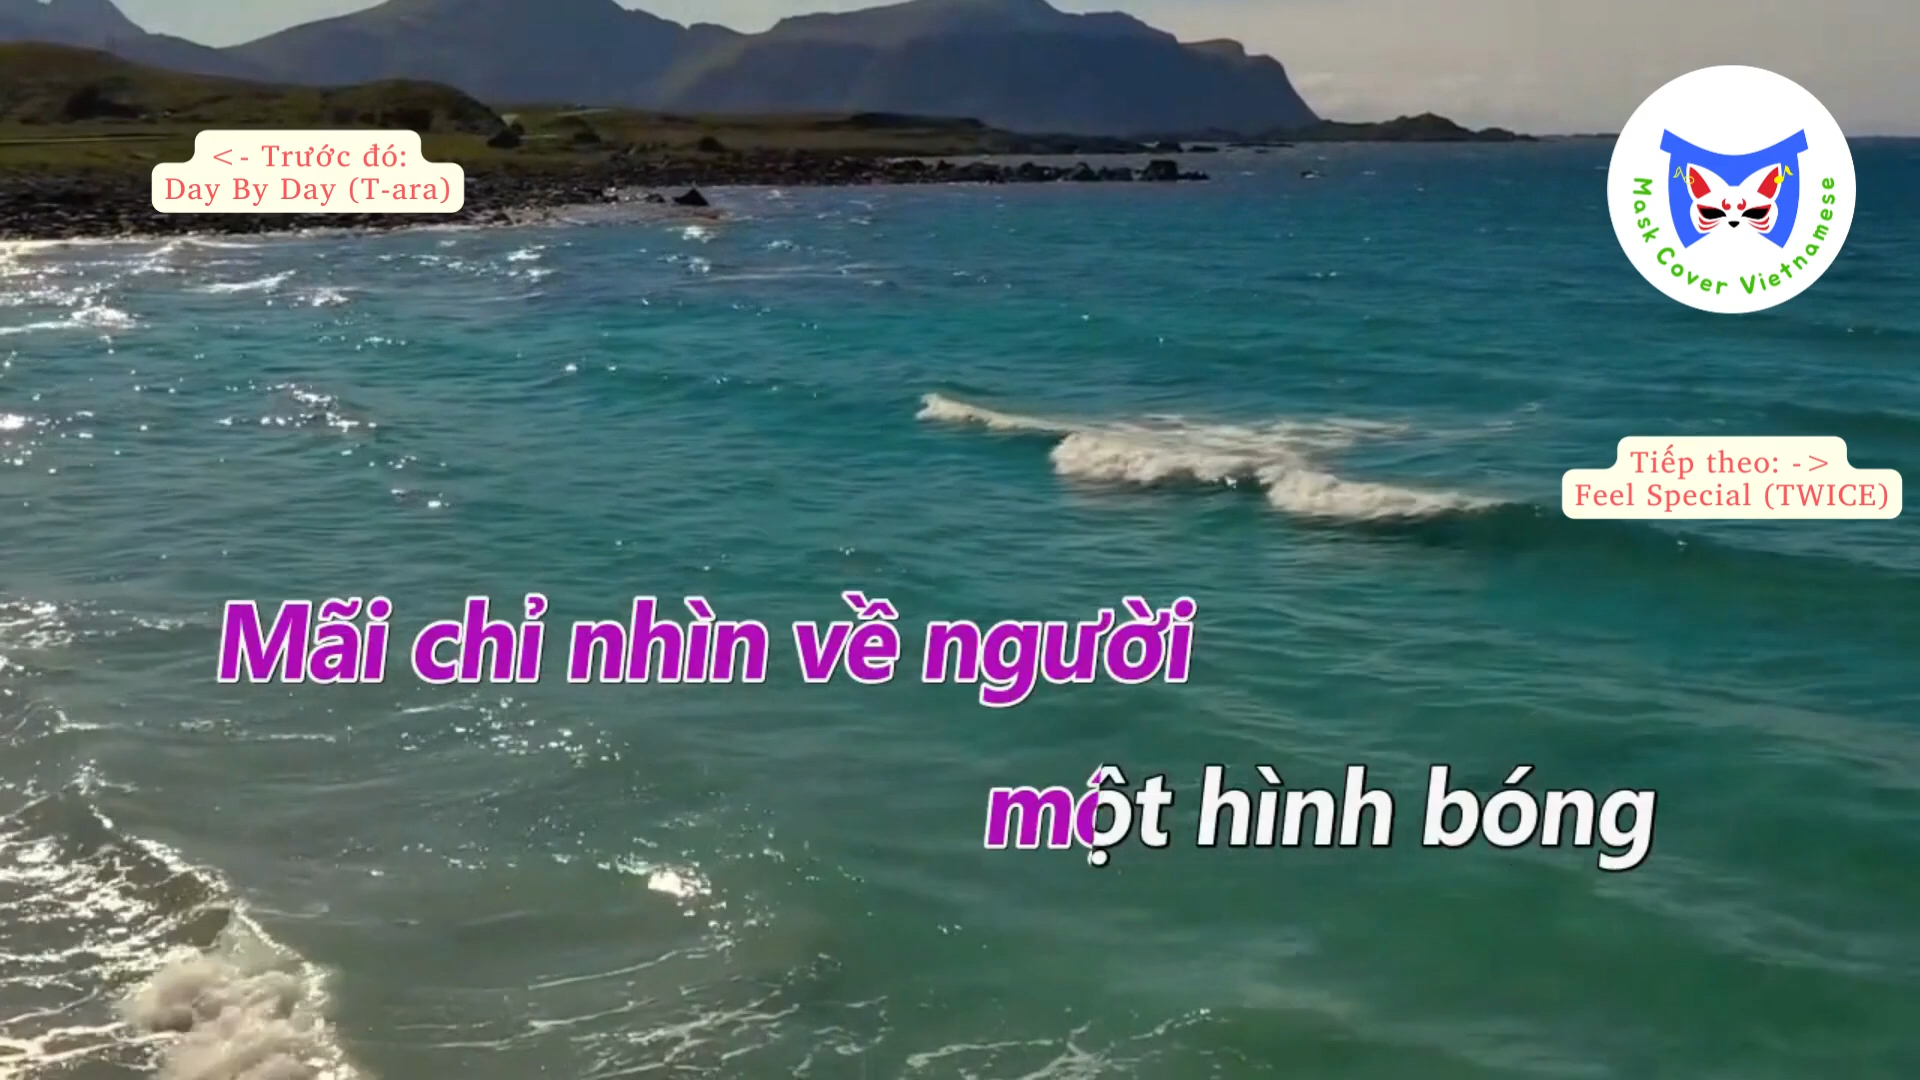 <- Trước đó:
Day By Day (T-ara)
Mask Cover Vietnamese
Tiếp theo: ->
Feel Special (TWICE)
Mãi chỉ nhìn về người
một hình bóng